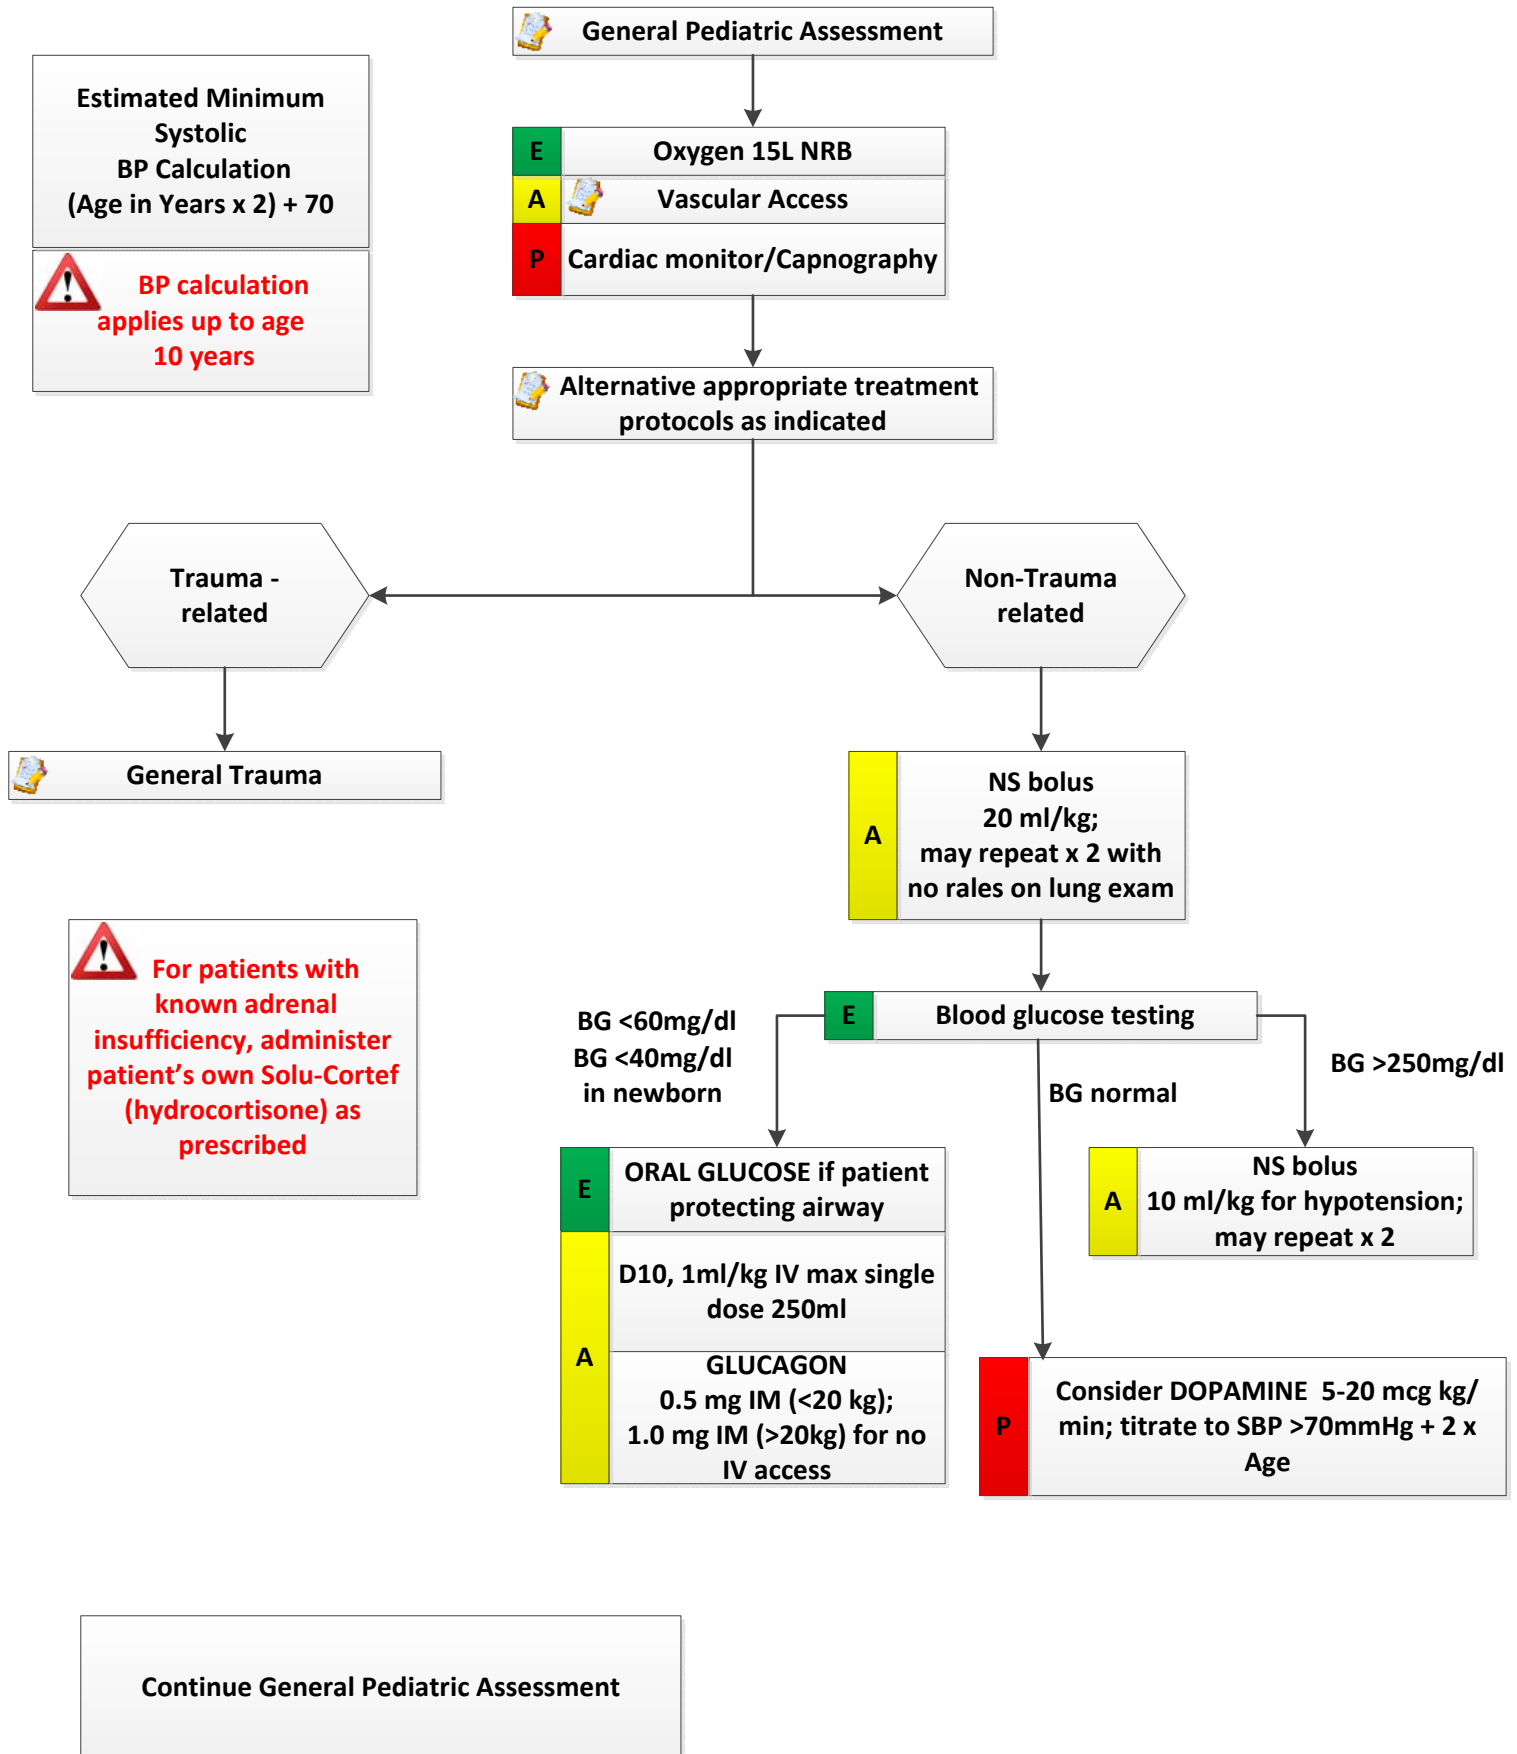 General Pediatric Assessment
Estimated Minimum
Systolic
BP Calculation
(Age in Years x 2) + 70
BP calculation
applies up to age
10 years
E
Oxygen 15L NRB
A
Vascular Access
P
Cardiac monitor/Capnography
Alternative appropriate treatment
protocols as indicated
Trauma -
related
Non-Trauma
related
General Trauma
A
NS bolus
20 ml/kg;
may repeat x 2 with
no rales on lung exam
For patients with
known adrenal
insufficiency, administer
patient’s own Solu-Cortef
(hydrocortisone) as
prescribed
E
Blood glucose testing
BG <60mg/dl
BG <40mg/dl
in newborn
BG normal
BG >250mg/dl
E
ORAL GLUCOSE if patient
protecting airway
A
D10, 1ml/kg IV max single
dose 250ml
GLUCAGON
0.5 mg IM (<20 kg);
1.0 mg IM (>20kg) for no
IV access
A
NS bolus
10 ml/kg for hypotension;
may repeat x 2
P
Consider DOPAMINE  5-20 mcg kg/
min; titrate to SBP >70mmHg + 2 x
Age
Continue General Pediatric Assessment